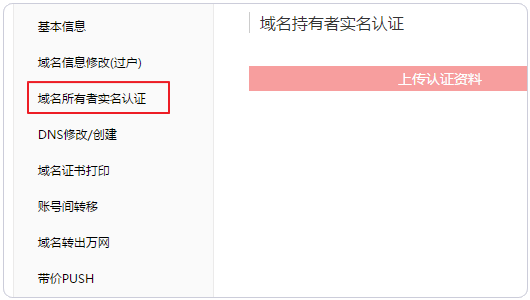 基本信息
域名信息修改(过户)
域名所有者实名认证
DNS修改/创建
域名证书打印
账号间转移
域名转出万网
带价PUSH
域名持有者实名认证
上传认证资料